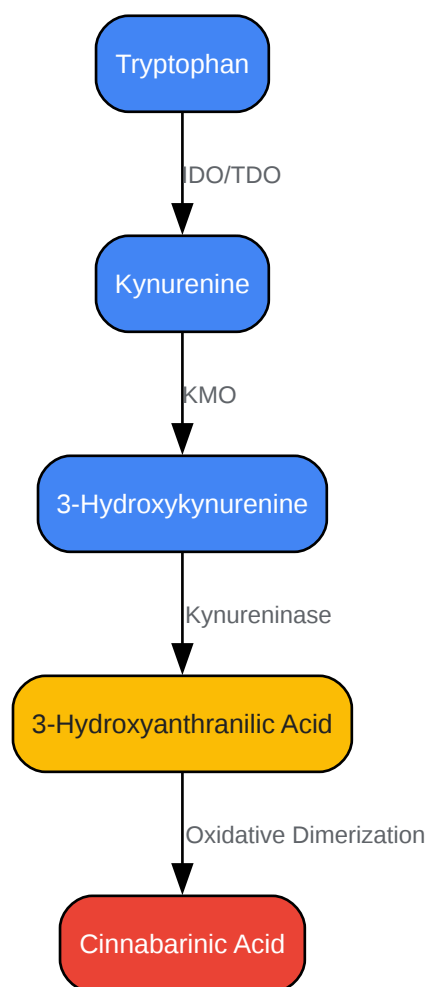 Tryptophan
IDO/TDO
Kynurenine
KMO
3-Hydroxykynurenine
Kynureninase
3-Hydroxyanthranilic Acid
Oxidative Dimerization
Cinnabarinic Acid